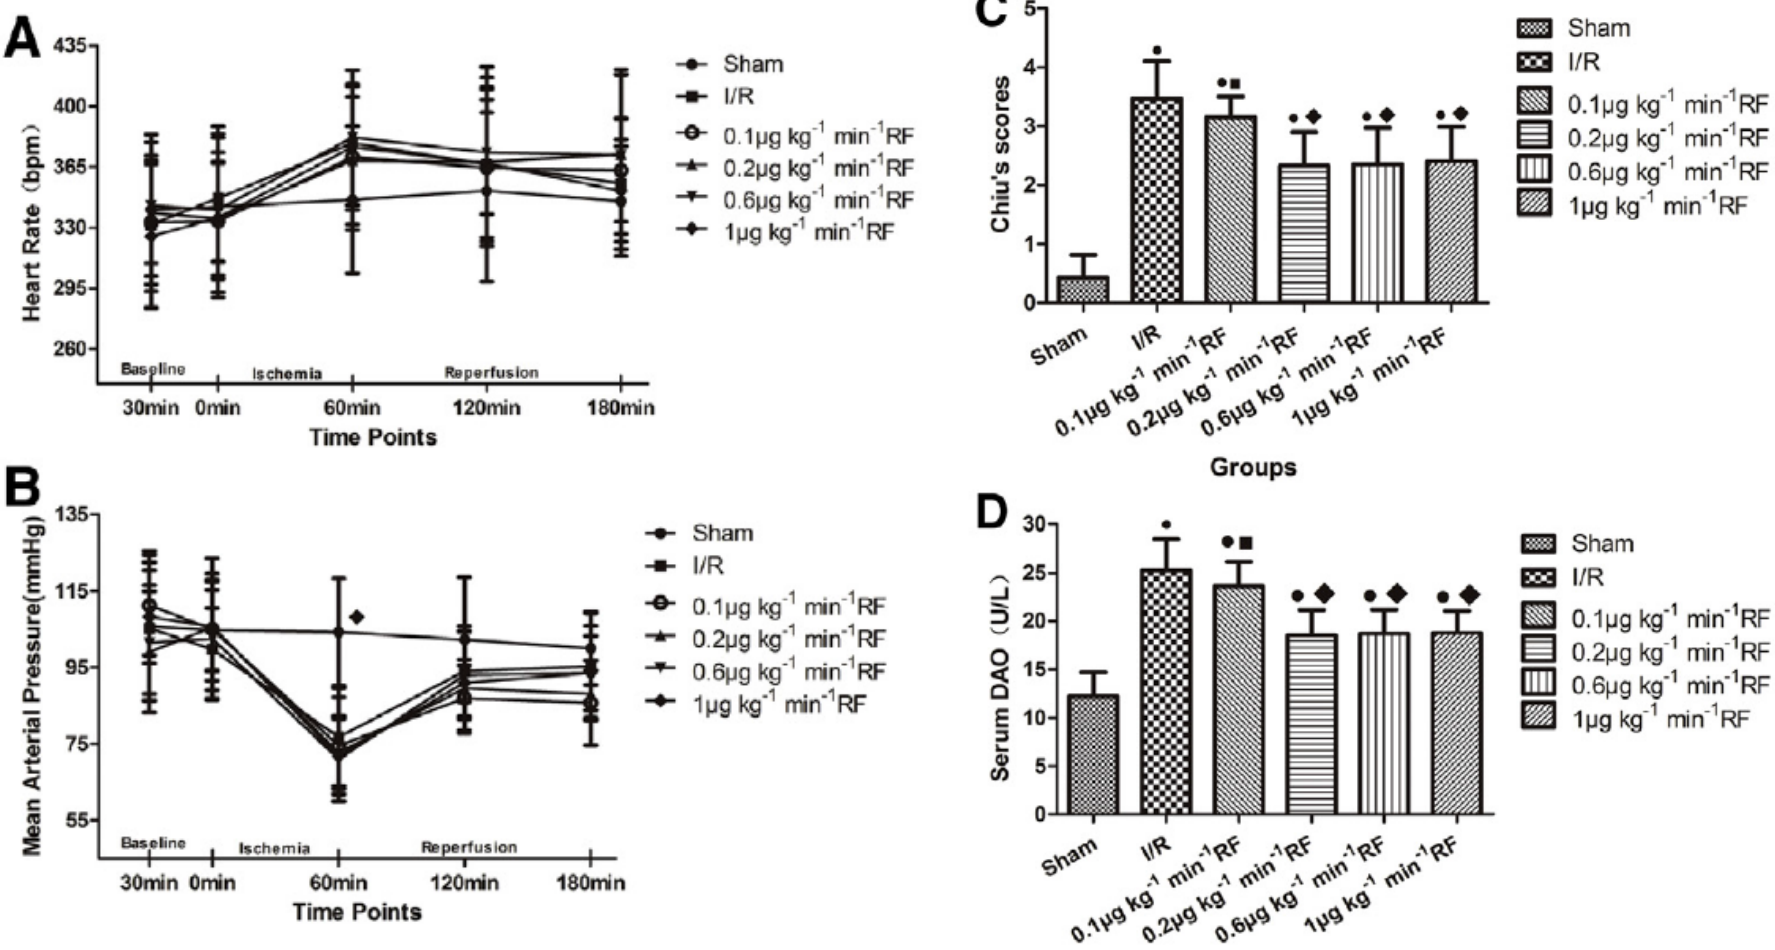 A
435
400
365
330
295
260
Heart Rate（bpm）
Baseline
Ischemia
Reperfusion
30min 0min 60min 120min 180min
Time Points
Sham
I/R
0.1µg kg⁻¹ min⁻¹RF
0.2µg kg⁻¹ min⁻¹RF
0.6µg kg⁻¹ min⁻¹RF
1µg kg⁻¹ min⁻¹RF
B
135
115
95
75
55
Mean Arterial Pressure(mmHg)
Baseline
Ischemia
Reperfusion
30min 0min 60min 120min 180min
Time Points
Sham
I/R
0.1µg kg⁻¹ min⁻¹RF
0.2µg kg⁻¹ min⁻¹RF
0.6µg kg⁻¹ min⁻¹RF
1µg kg⁻¹ min⁻¹RF
C
5
4
3
2
1
0
Chiu's scores
Sham
I/R
0.1µg kg⁻¹ min⁻¹RF
0.2µg kg⁻¹ min⁻¹RF
0.6µg kg⁻¹ min⁻¹RF
1µg kg⁻¹ min⁻¹RF
Groups
Sham
I/R
0.1µg kg⁻¹ min⁻¹RF
0.2µg kg⁻¹ min⁻¹RF
0.6µg kg⁻¹ min⁻¹RF
1µg kg⁻¹ min⁻¹RF
D
30
25
20
15
10
5
0
Serum DAO（U/L）
Sham
I/R
0.1µg kg⁻¹ min⁻¹RF
0.2µg kg⁻¹ min⁻¹RF
0.6µg kg⁻¹ min⁻¹RF
1µg kg⁻¹ min⁻¹RF
Sham
I/R
0.1µg kg⁻¹ min⁻¹RF
0.2µg kg⁻¹ min⁻¹RF
0.6µg kg⁻¹ min⁻¹RF
1µg kg⁻¹ min⁻¹RF